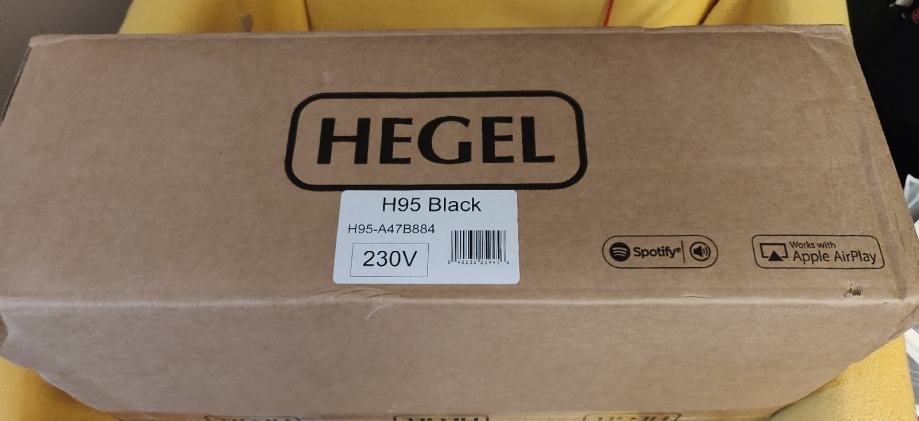 HEGEL
H95 Black
H95-A47B884
230V
Spotify®
Works with
Apple AirPlay